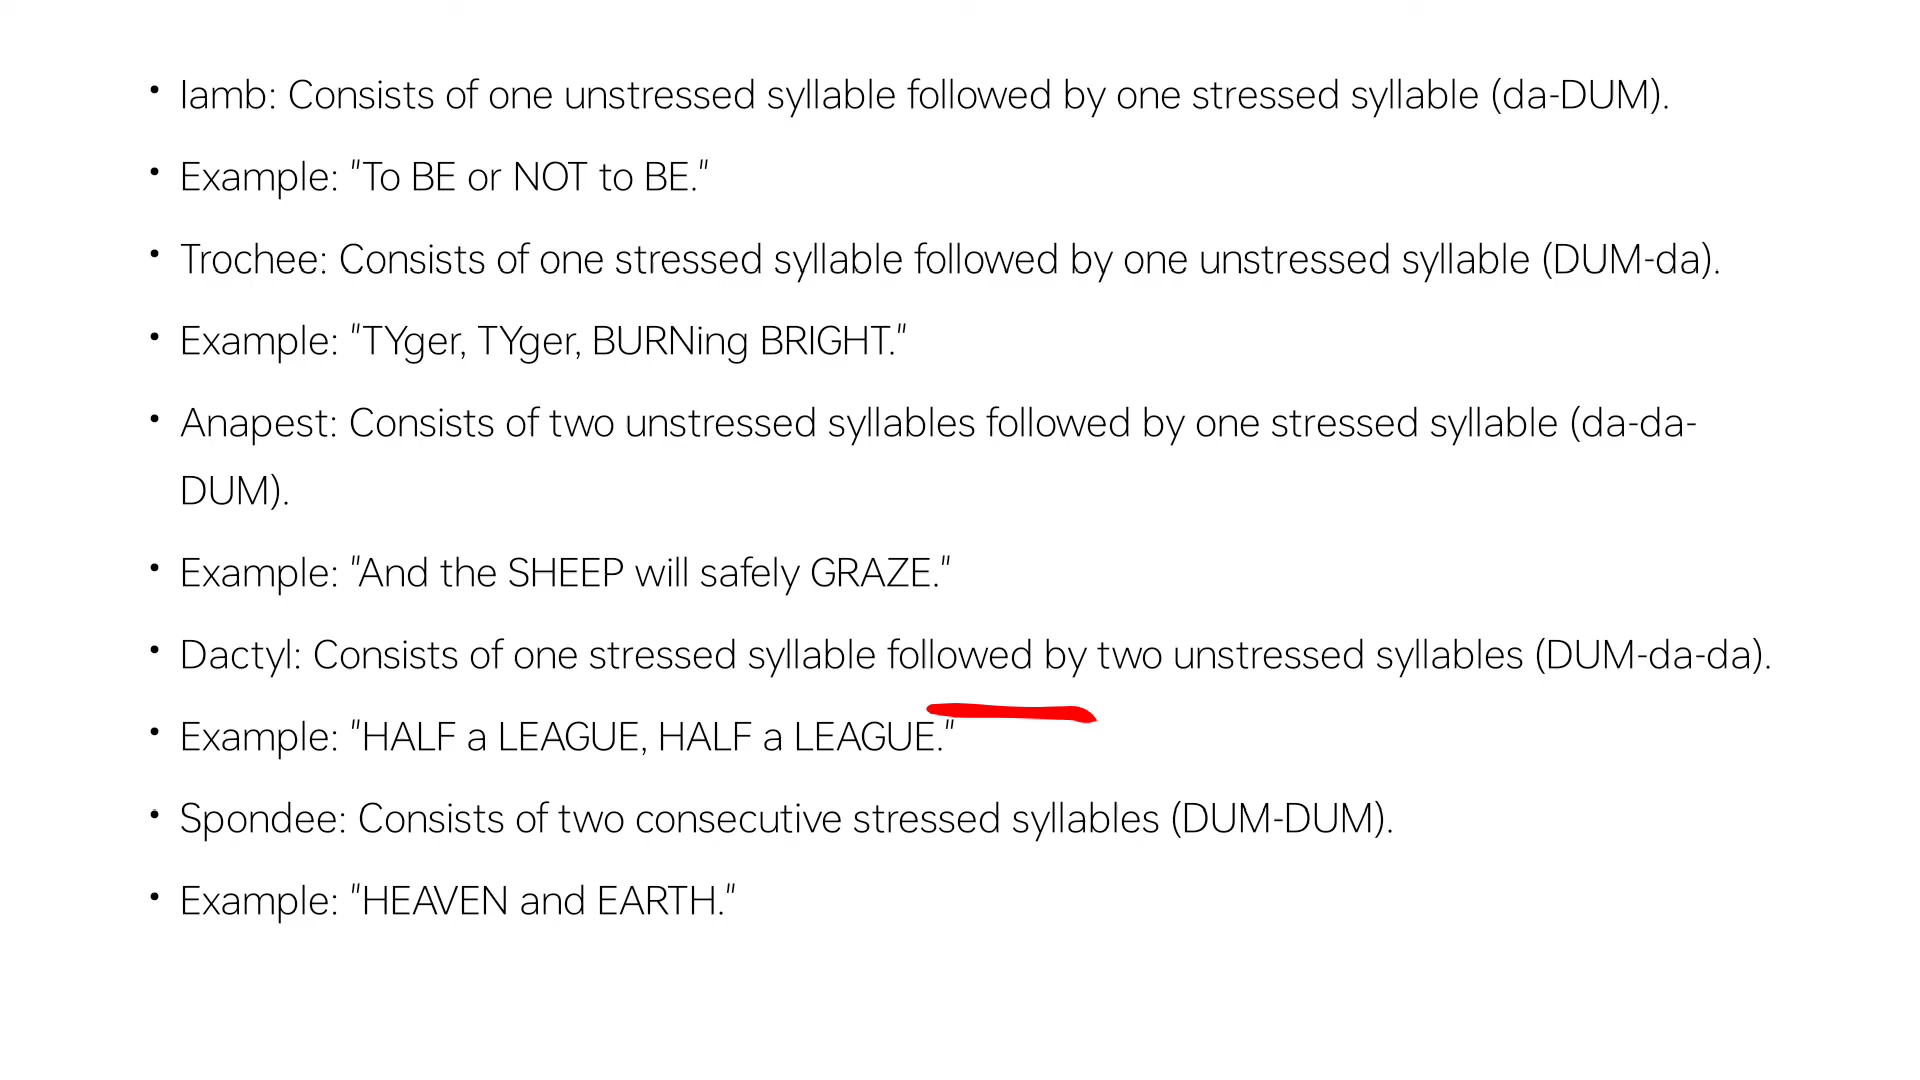 • Iamb: Consists of one unstressed syllable followed by one stressed syllable (da-DUM).
• Example: "To BE or NOT to BE."
• Trochee: Consists of one stressed syllable followed by one unstressed syllable (DUM-da).
• Example: "TYger, TYger, BURNing BRIGHT."
• Anapest: Consists of two unstressed syllables followed by one stressed syllable (da-da-
DUM).
• Example: "And the SHEEP will safely GRAZE."
• Dactyl: Consists of one stressed syllable followed by two unstressed syllables (DUM-da-da).
• Example: "HALF a LEAGUE, HALF a LEAGUE."
• Spondee: Consists of two consecutive stressed syllables (DUM-DUM).
• Example: "HEAVEN and EARTH."